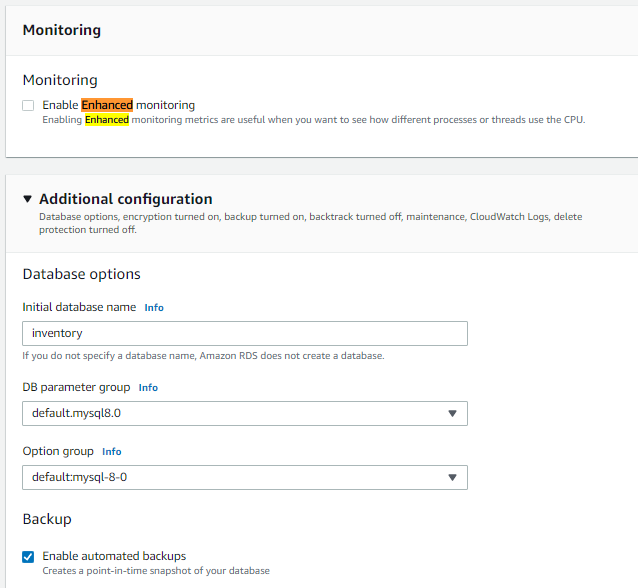 Monitoring
Monitoring
Enable Enhanced monitoring
Enabling Enhanced monitoring metrics are useful when you want to see how different processes or threads use the CPU.
Additional configuration
Database options, encryption turned on, backup turned on, backtrack turned off, maintenance, CloudWatch Logs, delete
protection turned off.
Database options
Initial database name Info
inventory
If you do not specify a database name, Amazon RDS does not create a database.
DB parameter group Info
default.mysql8.0
Option group Info
default:mysql-8-0
Backup
Enable automated backups
Creates a point-in-time snapshot of your database